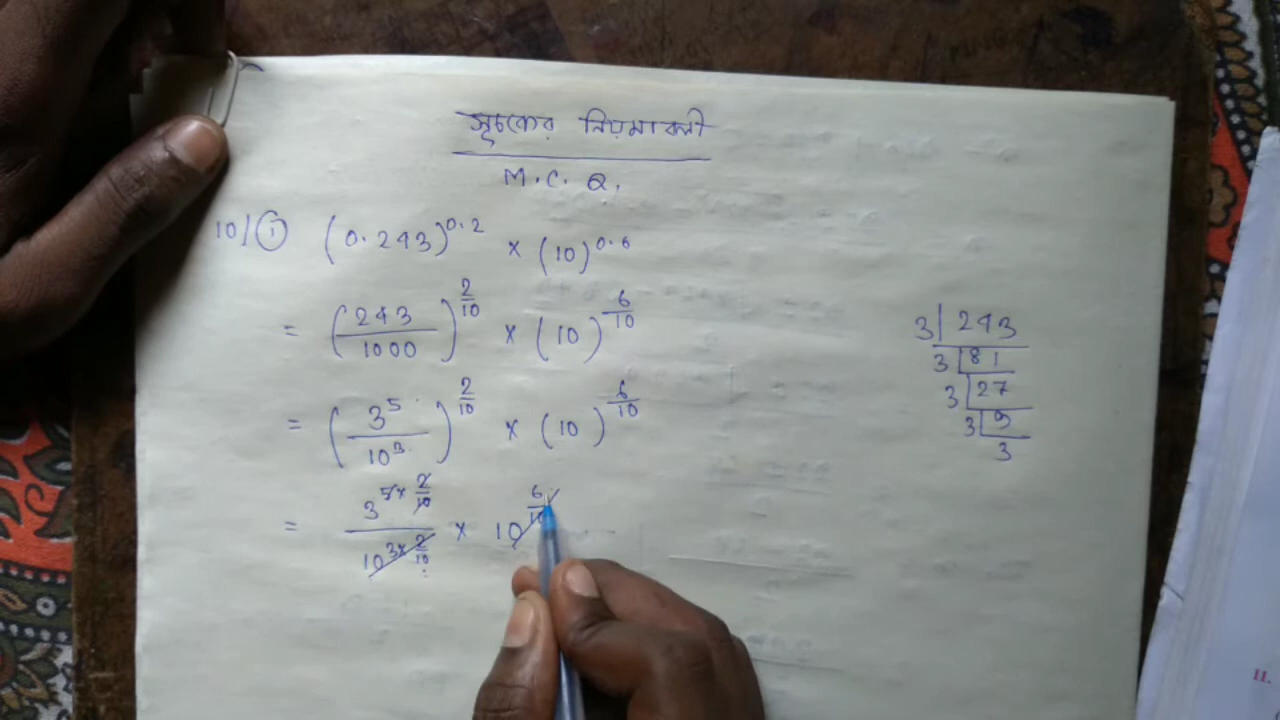 সূচকের নিয়মাবলী
M.C.Q.
10/① (0.243)^0.2 × (10)^0.6
= (243/1000)^(2/10) × (10)^(6/10)
= (3^5/10^3)^(2/10) × (10)^(6/10)
= 3^(5×2/10)/10^(3×2/10) × 10^(6/10)
3|243
3|81
3|27
3|9
3
11.